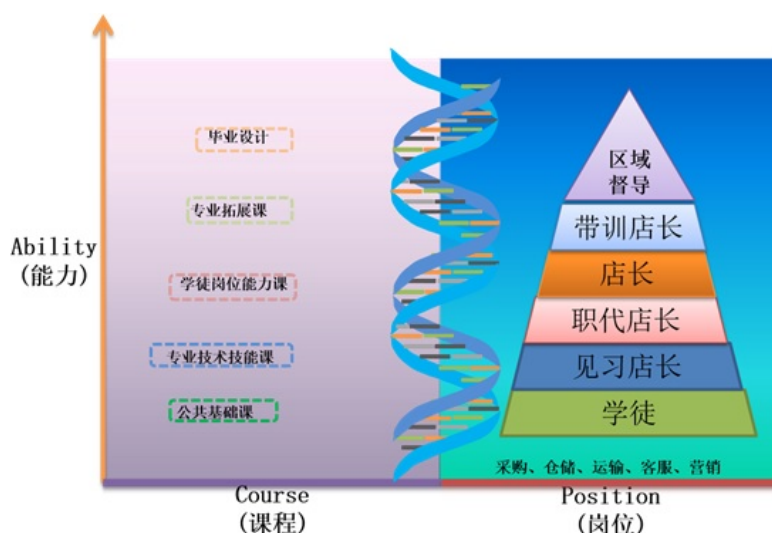 Ability
(能力)
毕业设计
专业拓展课
学徒岗位能力课
专业技术技能课
公共基础课
区域
督导
带训店长
店长
职代店长
见习店长
学徒
采购、仓储、运输、客服、营销
Course
(课程)
Position
(岗位)